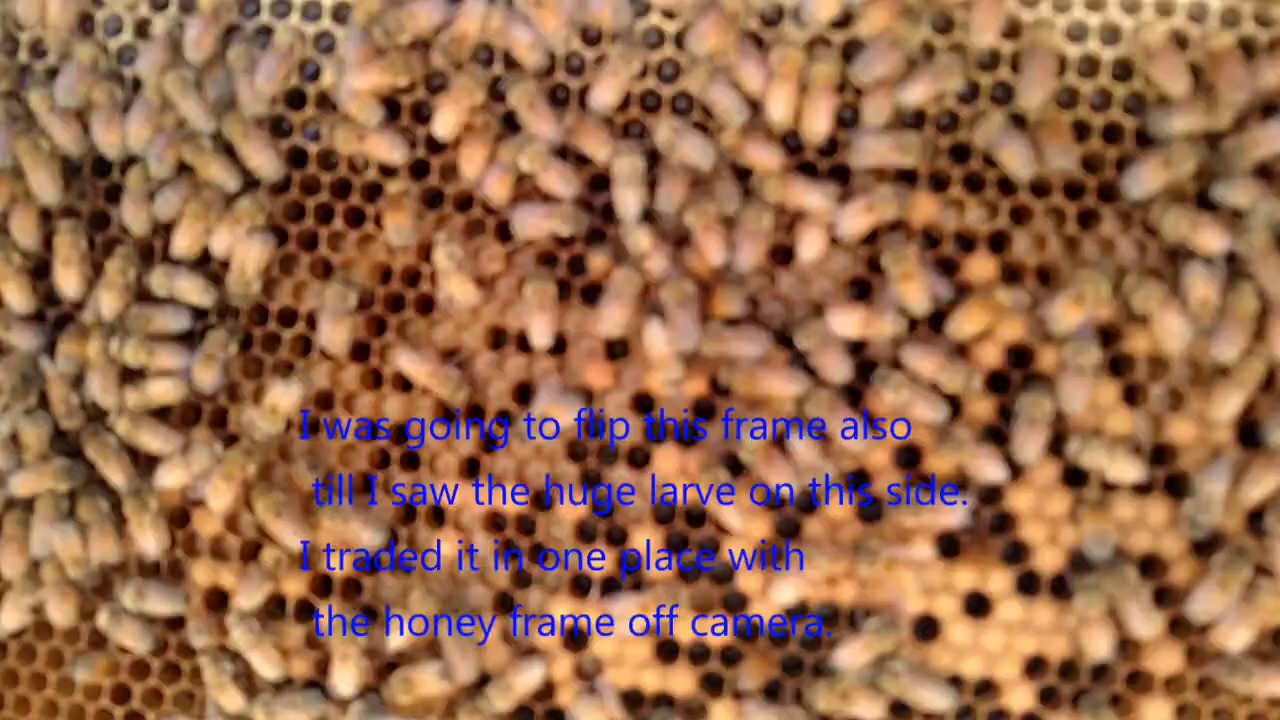 I was going to flip this frame also
till I saw the huge larve on this side.
I traded it in one place with
the honey frame off camera.